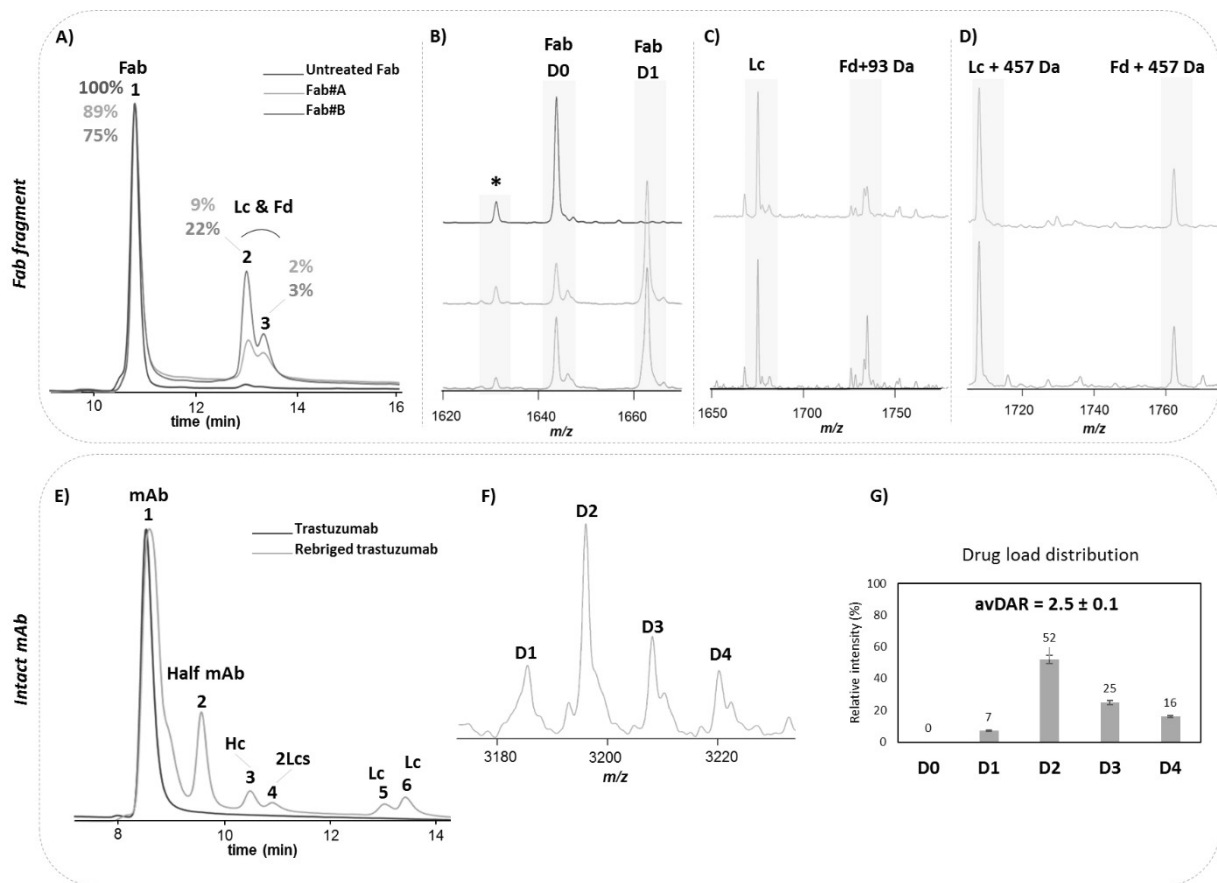 Fab fragment
A)
Fab
1
100%
89%
75%
Untreated Fab
Fab#A
Fab#B
9%
22%
Lc & Fd
2
2%
3%
3
10 12 14 16
time (min)
B)
Fab
D0
Fab
D1
*
1620 1640 1660
m/z
C)
Lc
Fd+93 Da
1650 1700 1750
m/z
D)
Lc + 457 Da
Fd + 457 Da
1720 1740 1760
m/z
Intact mAb
E)
mAb
1
Trastuzumab
Rebriged trastuzumab
Half mAb
2
Hc
3
2Lcs
4
Lc
5
Lc
6
8 10 12 14
time (min)
F)
D1
D2
D3
D4
3180 3200 3220
m/z
G)
Drug load distribution
avDAR = 2.5 ± 0.1
Relative intensity (%)
100
80
60
40
20
0
0
7
52
25
16
D0 D1 D2 D3 D4